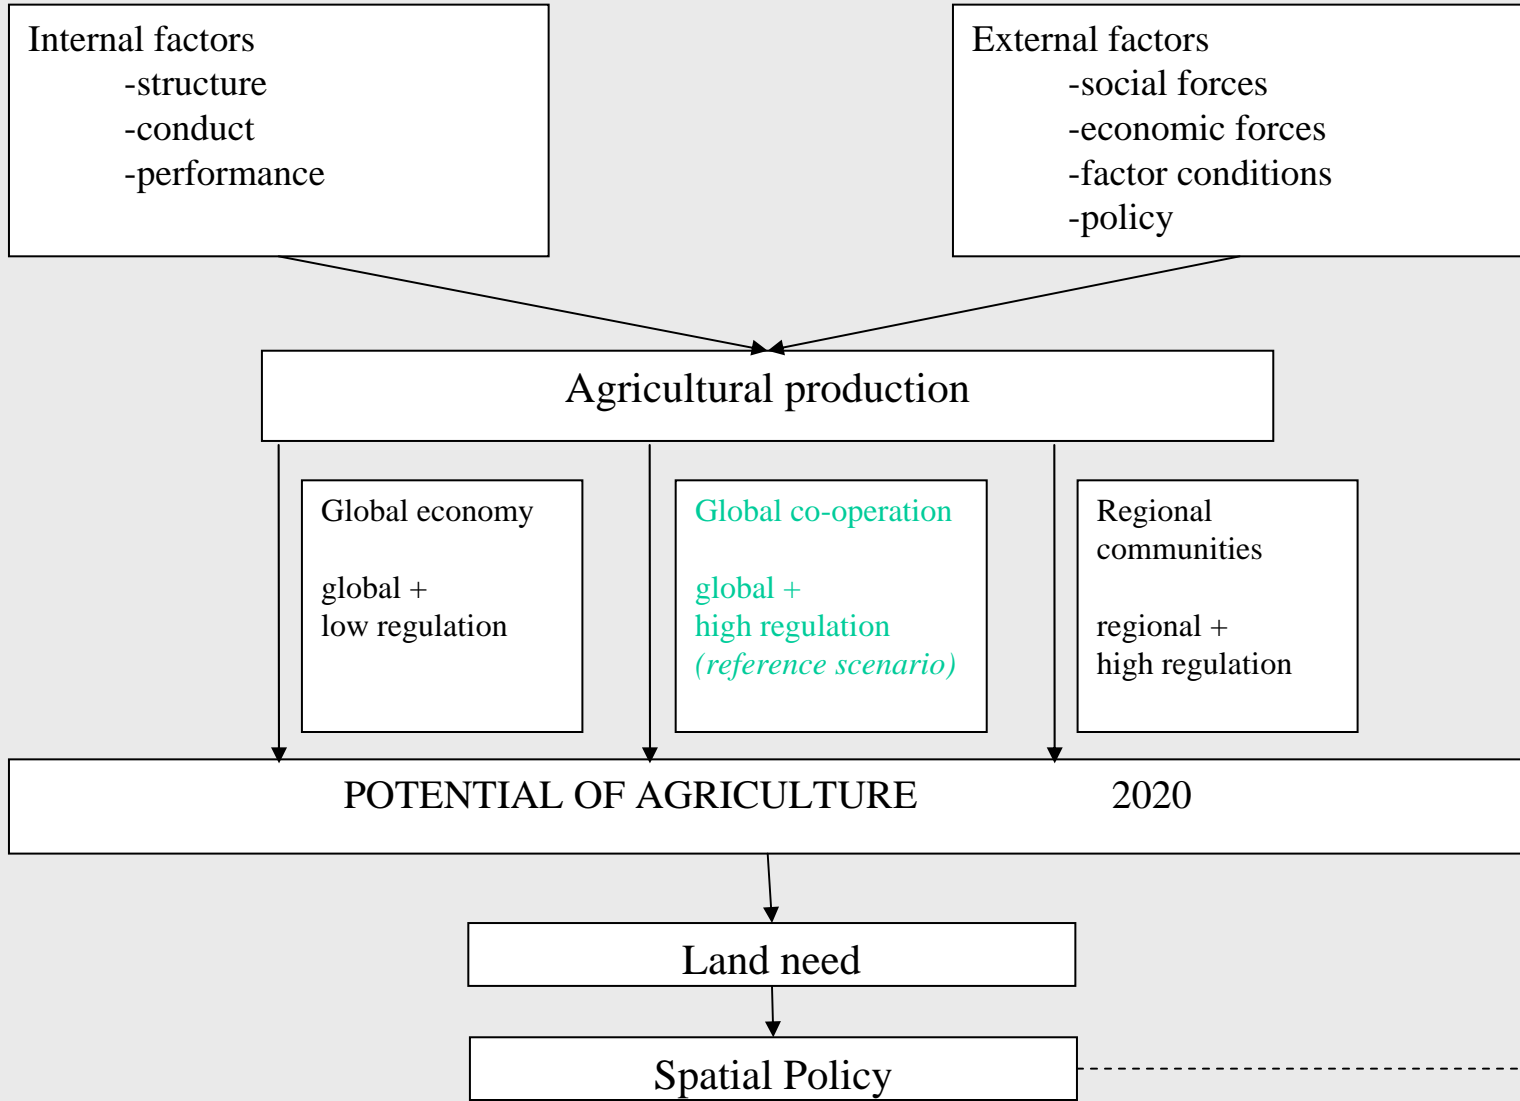 Internal factors
-structure
-conduct
-performance
External factors
-social forces
-economic forces
-factor conditions
-policy
Agricultural production
Global economy
global +
low regulation
Global co-operation
global +
high regulation
(reference scenario)
Regional
communities
regional +
high regulation
POTENTIAL OF AGRICULTURE 2020
Land need
Spatial Policy